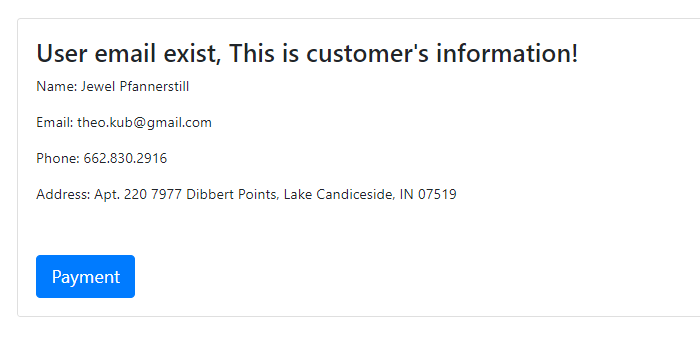 User email exist, This is customer's information!
Name: Jewel Pfannerstill
Email: theo.kub@gmail.com
Phone: 662.830.2916
Address: Apt. 220 7977 Dibbert Points, Lake Candiceside, IN 07519
Payment